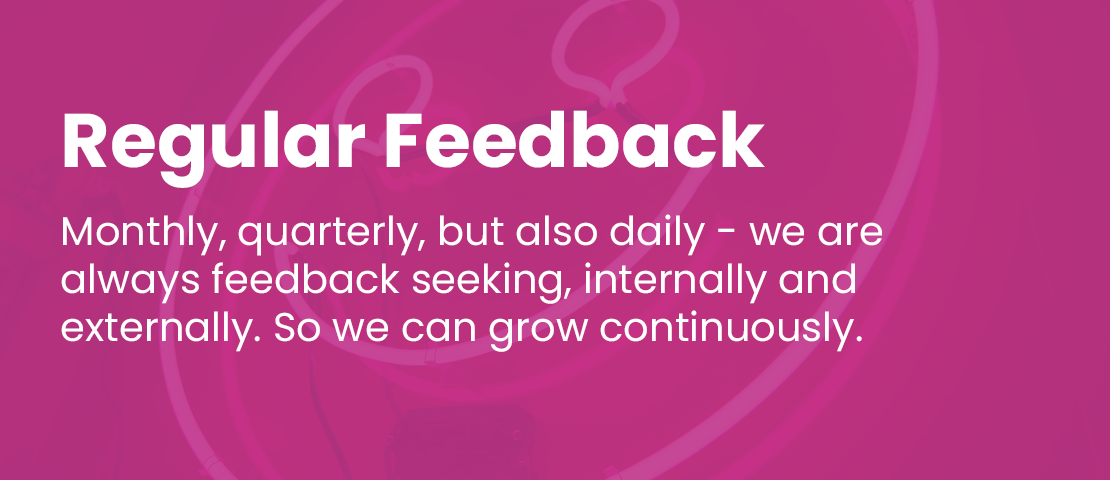 Regular Feedback
Monthly, quarterly, but also daily - we are
always feedback seeking, internally and
externally. So we can grow continuously.